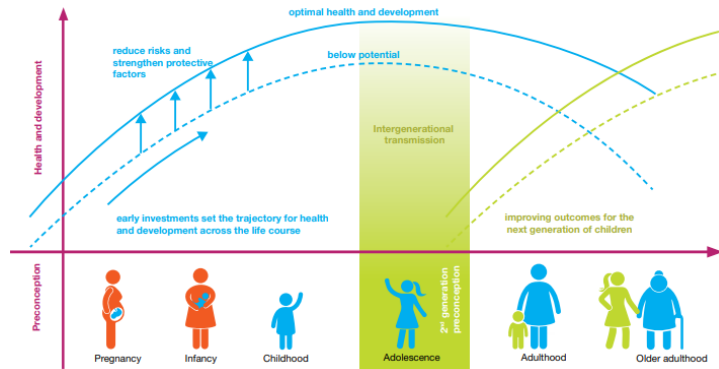 optimal health and development
reduce risks and
strengthen protective
factors
below potential
Health and development
Intergenerational
transmission
early investments set the trajectory for health
and development across the life course
improving outcomes for the
next generation of children
Preconception
2nd generation
preconception
Pregnancy
Infancy
Childhood
Adolescence
Adulthood
Older adulthood